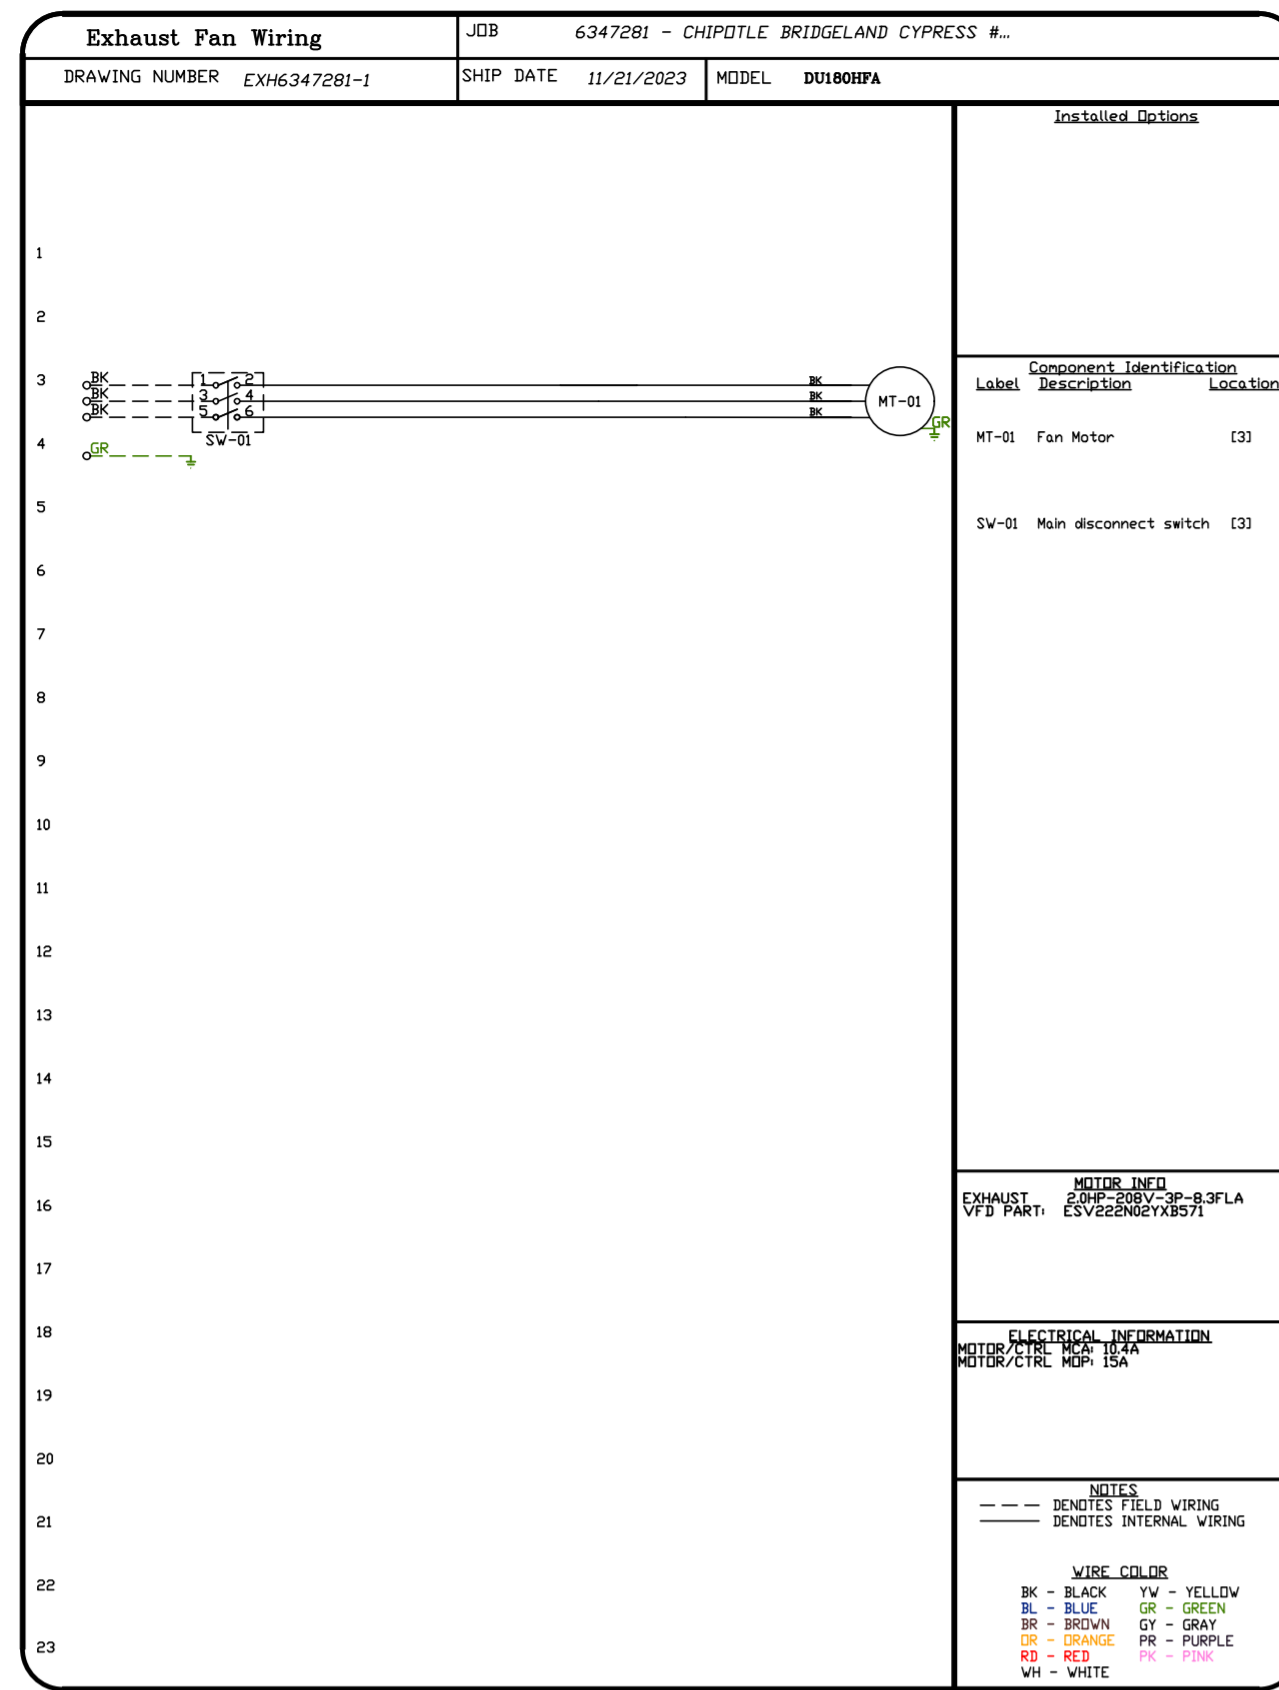 Exhaust Fan Wiring
JOB 6347281 - CHIPOTLE BRIDGELAND CYPRESS #...
DRAWING NUMBER EXH6347281-1
SHIP DATE 11/21/2023
MODEL DU180HFA
Installed Options
1
2
3
BK
BK
BK
1 2
3 4
5 6
SW-01
BK
BK
BK
MT-01
GR
4
GR
5
6
7
8
9
10
11
12
13
14
15
16
17
18
19
20
21
22
23
Component Identification
Label Description Location
MT-01 Fan Motor [3]
SW-01 Main disconnect switch [3]
MOTOR INFO
EXHAUST 2.0HP-208V-3P-8.3FLA
VFD PART: ESV222N02YXB571
ELECTRICAL INFORMATION
MOTOR/CTRL MCA: 10.4A
MOTOR/CTRL MOP: 15A
NOTES
DENOTES FIELD WIRING
DENOTES INTERNAL WIRING
WIRE COLOR
BK - BLACK YW - YELLOW
BL - BLUE GR - GREEN
BR - BROWN GY - GRAY
OR - ORANGE PR - PURPLE
RD - RED PK - PINK
WH - WHITE